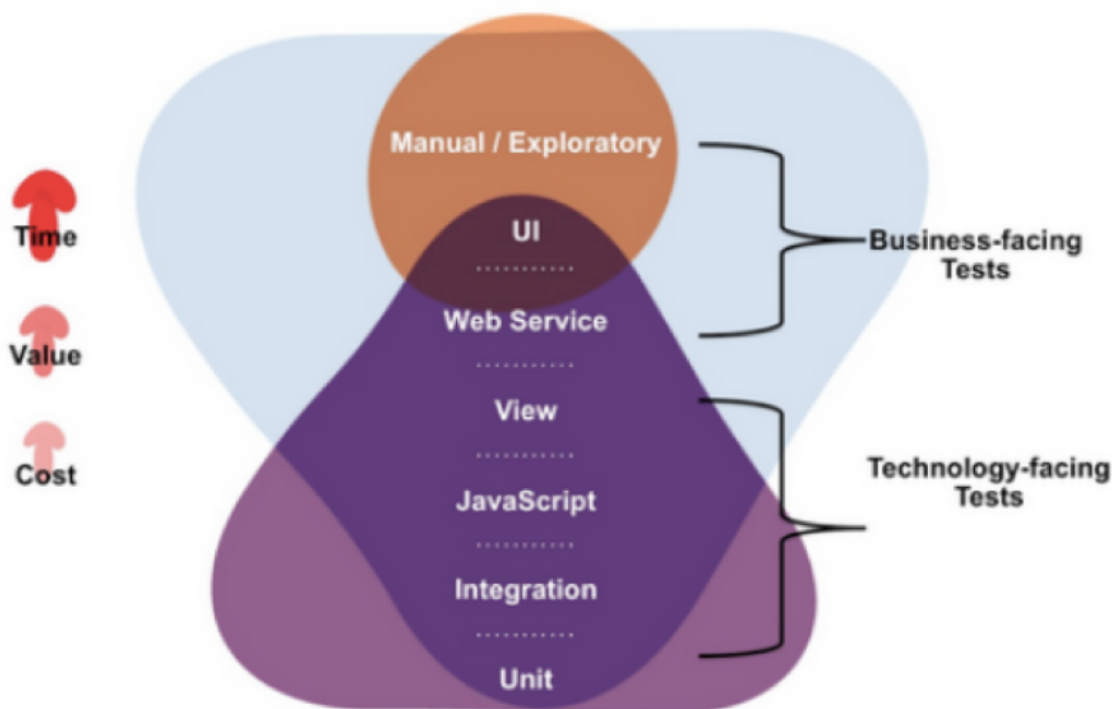 Manual / Exploratory
UI
Web Service
View
JavaScript
Integration
Unit
Time
Value
Cost
Business-facing
Tests
Technology-facing
Tests